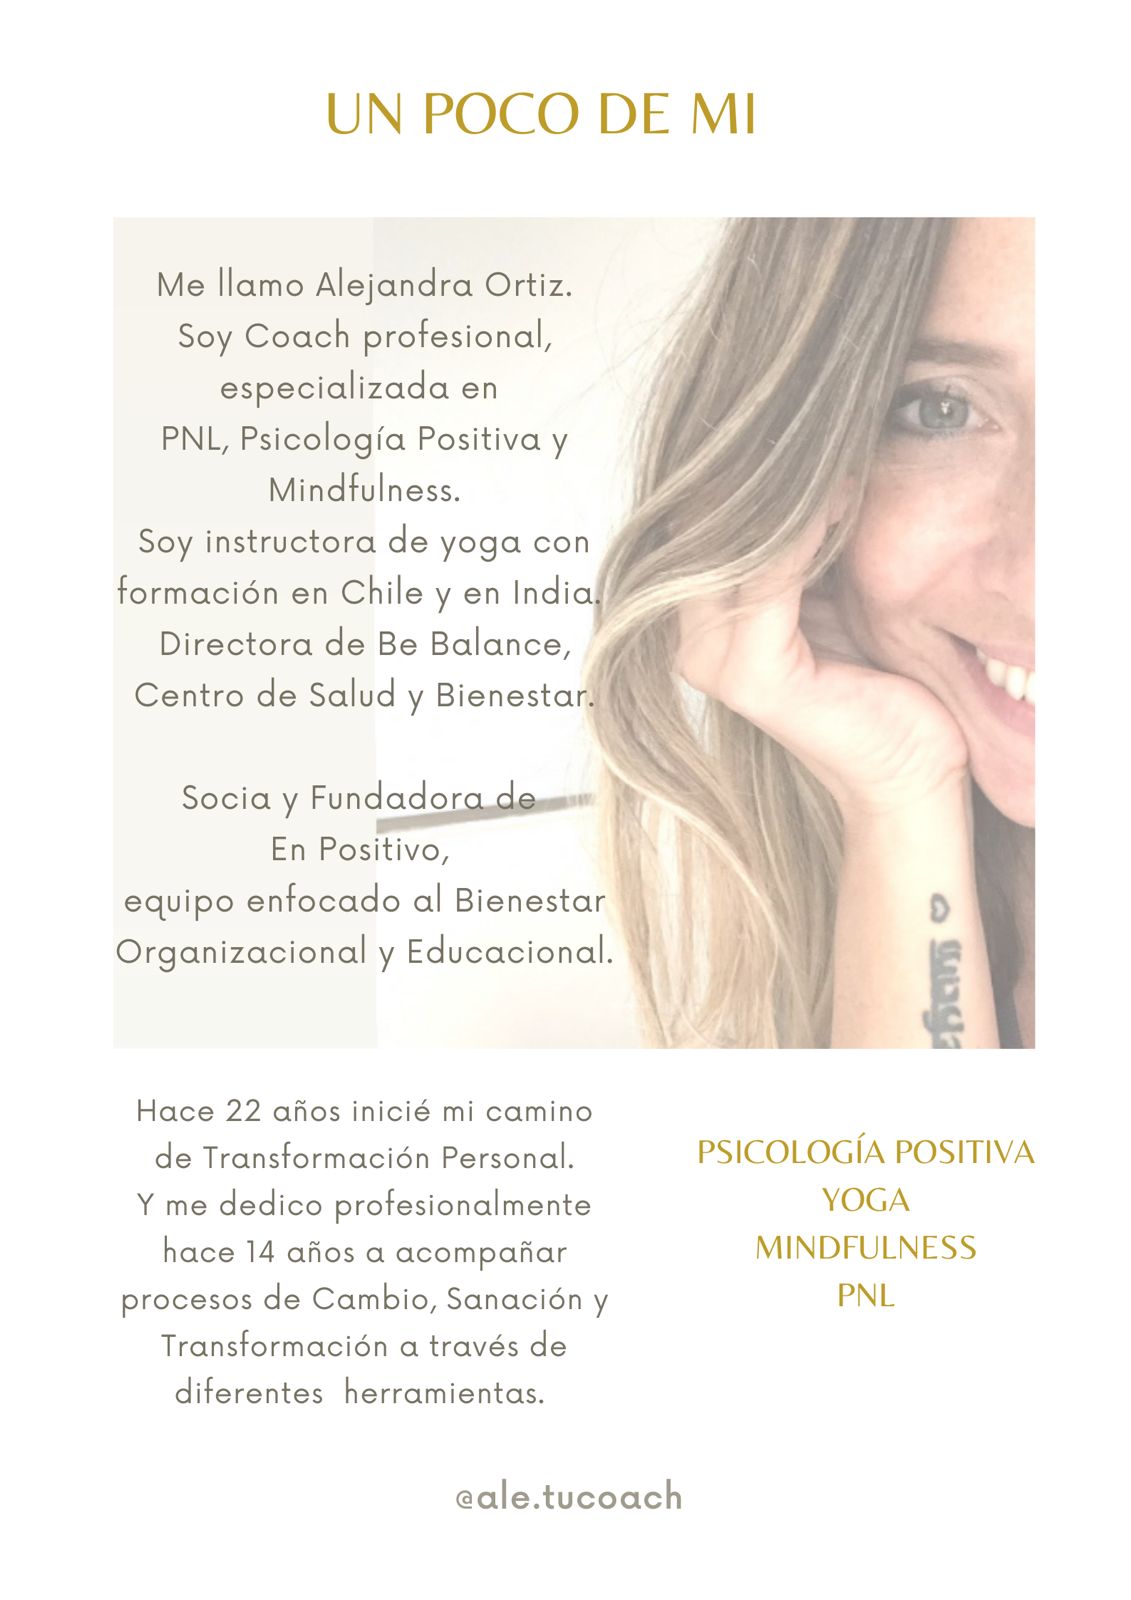 UN POCO DE MI
Me llamo Alejandra Ortiz.
Soy Coach profesional,
especializada en
PNL, Psicología Positiva y
Mindfulness.
Soy instructora de yoga con
formación en Chile y en India.
Directora de Be Balance,
Centro de Salud y Bienestar.
Socia y Fundadora de
En Positivo,
equipo enfocado al Bienestar
Organizacional y Educacional.
Hace 22 años inicié mi camino
de Transformación Personal.
Y me dedico profesionalmente
hace 14 años a acompañar
procesos de Cambio, Sanación y
Transformación a través de
diferentes  herramientas.
PSICOLOGÍA POSITIVA
YOGA
MINDFULNESS
PNL
@ale.tucoach